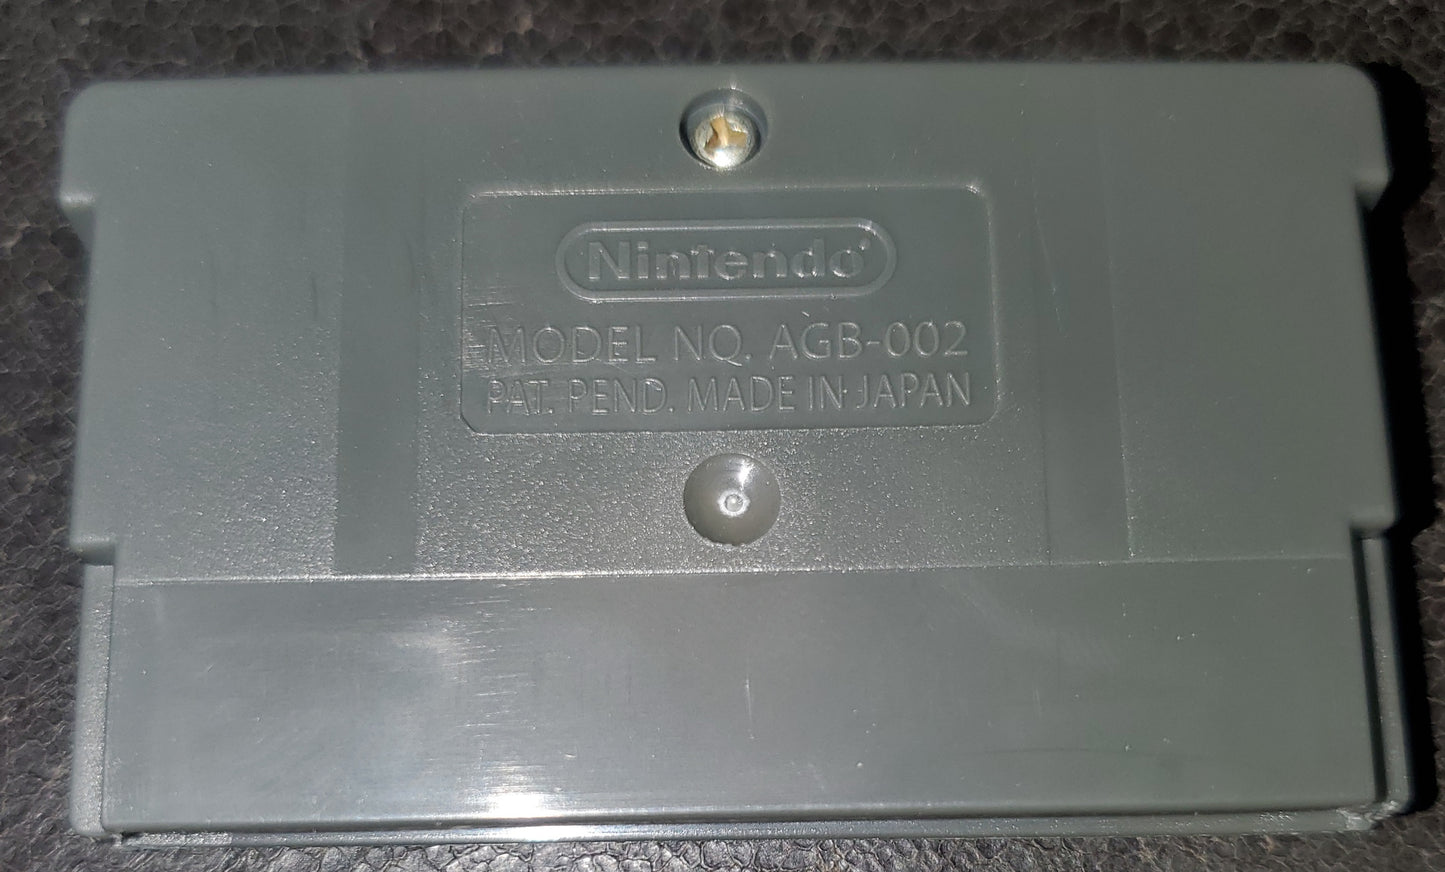 Nintendo®
MODEL NO. AGB-002
PAT. PEND. MADE IN JAPAN